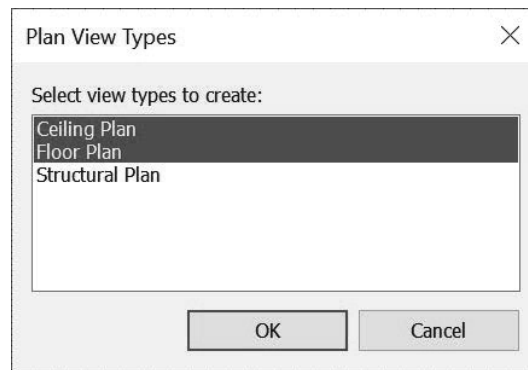 Plan View Types
Select view types to create:
Ceiling Plan
Floor Plan
Structural Plan
OK
Cancel